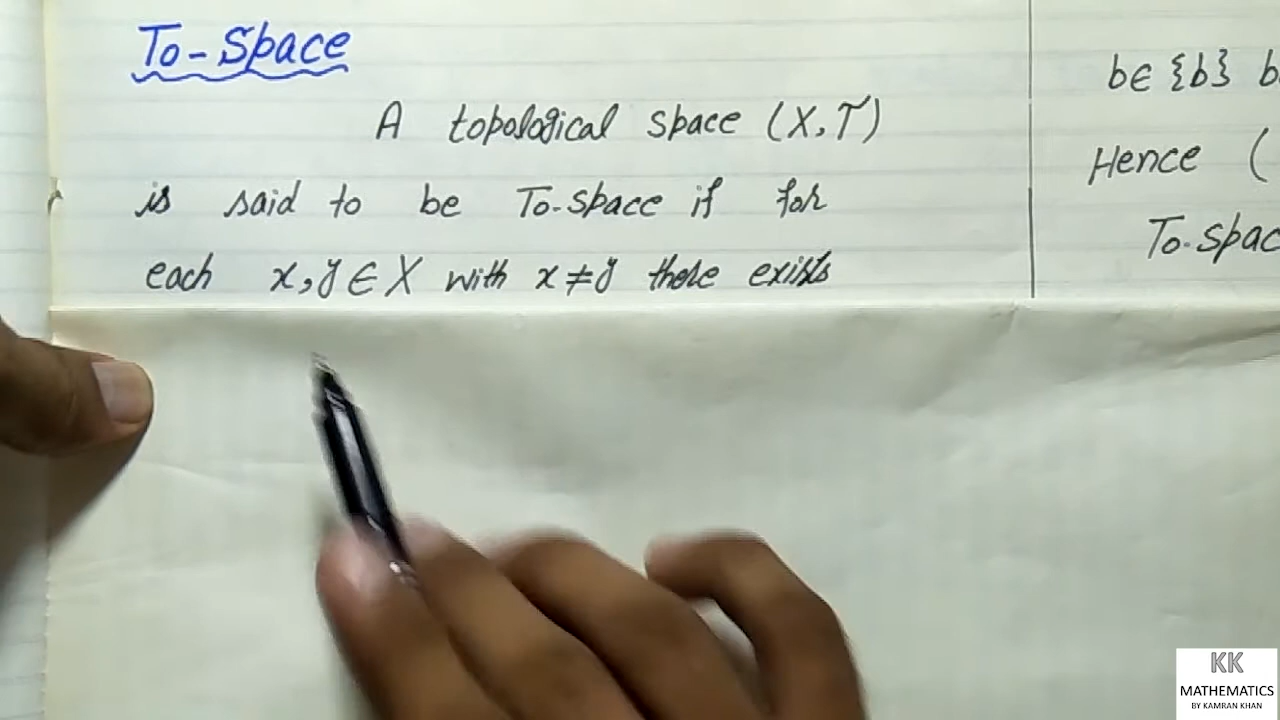 To-Space
A topological space (X,T)
is said to be To-space if for
each x,y∈X with x≠y there exists
b∈{b} b
Hence (
To-spac
KK
MATHEMATICS
BY KAMRAN KHAN